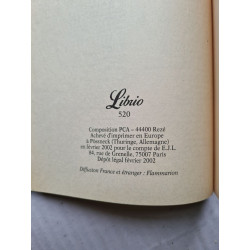 Librio
520
Composition PCA – 44400 Rezé
Achevé d'imprimer en Europe
à Pössneck (Thuringe, Allemagne)
en février 2002 pour le compte de E.J.L.
84, rue de Grenelle, 75007 Paris
Dépôt légal février 2002
Diffusion France et étranger : Flammarion